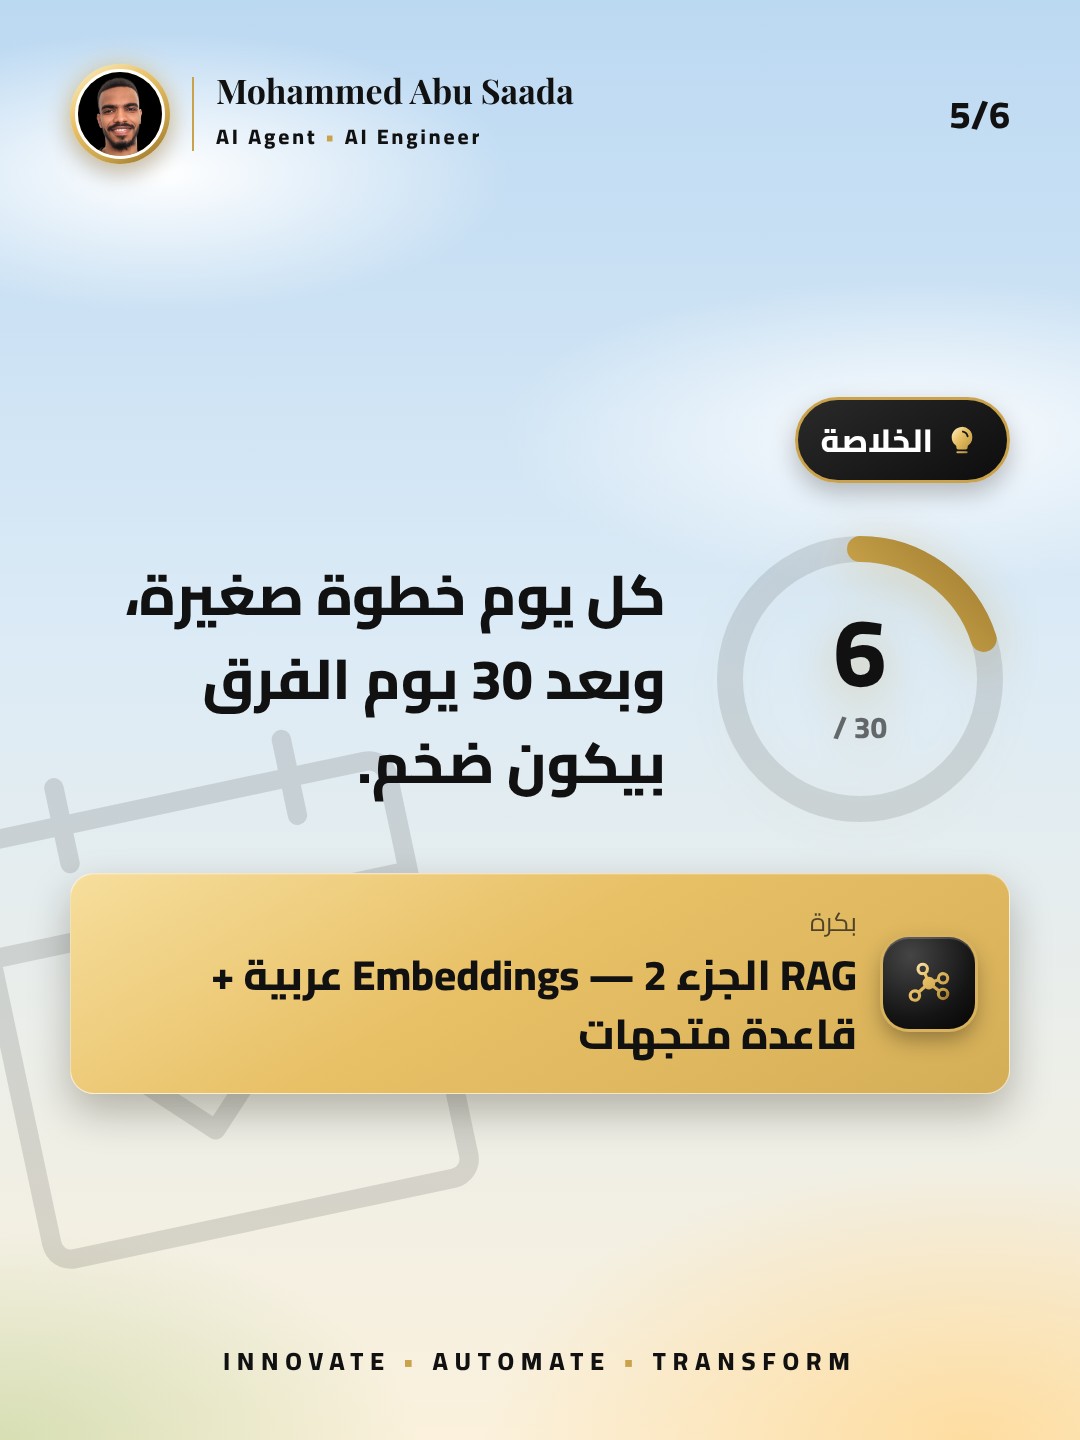 Mohammed Abu Saada
AI Agent ▪ AI Engineer
5/6
الخلاصة
6
/ 30
كل يوم خطوة صغيرة،
وبعد 30 يوم الفرق
بيكون ضخم.
بكرة
RAG الجزء 2 — Embeddings عربية +
قاعدة متجهات
INNOVATE ▪ AUTOMATE ▪ TRANSFORM